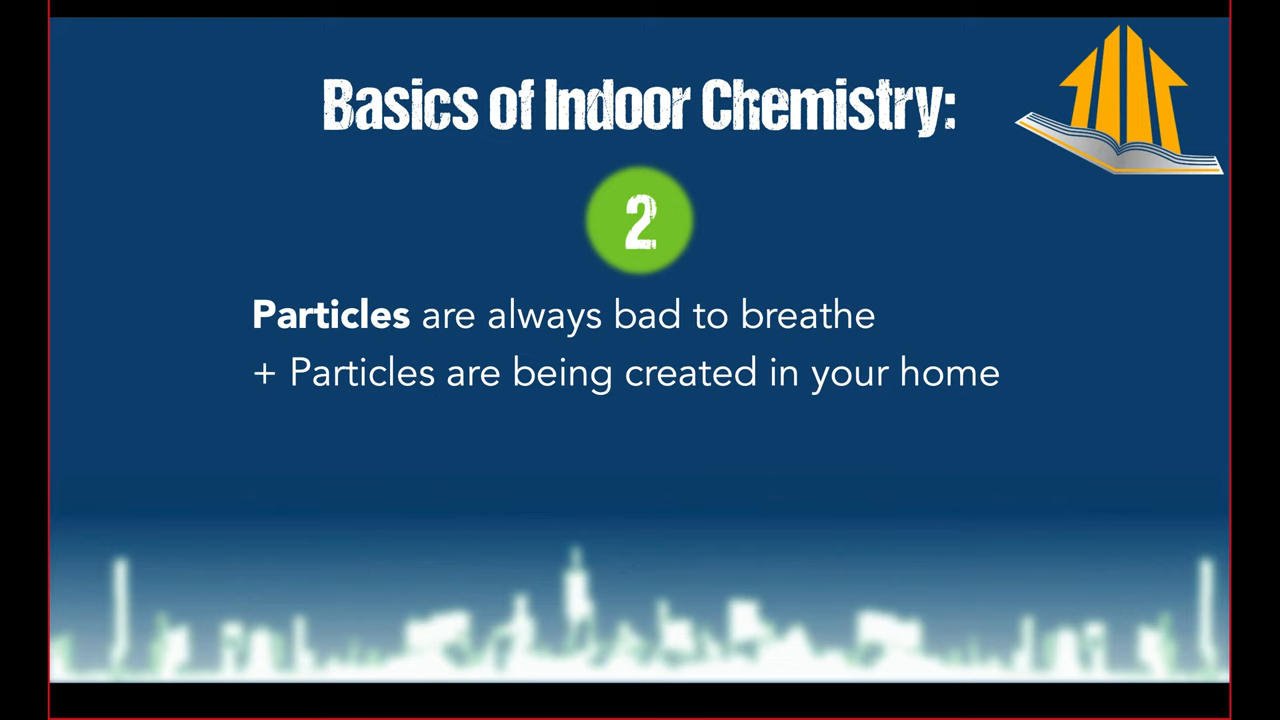 Basics of Indoor Chemistry:
2
Particles are always bad to breathe
+ Particles are being created in your home